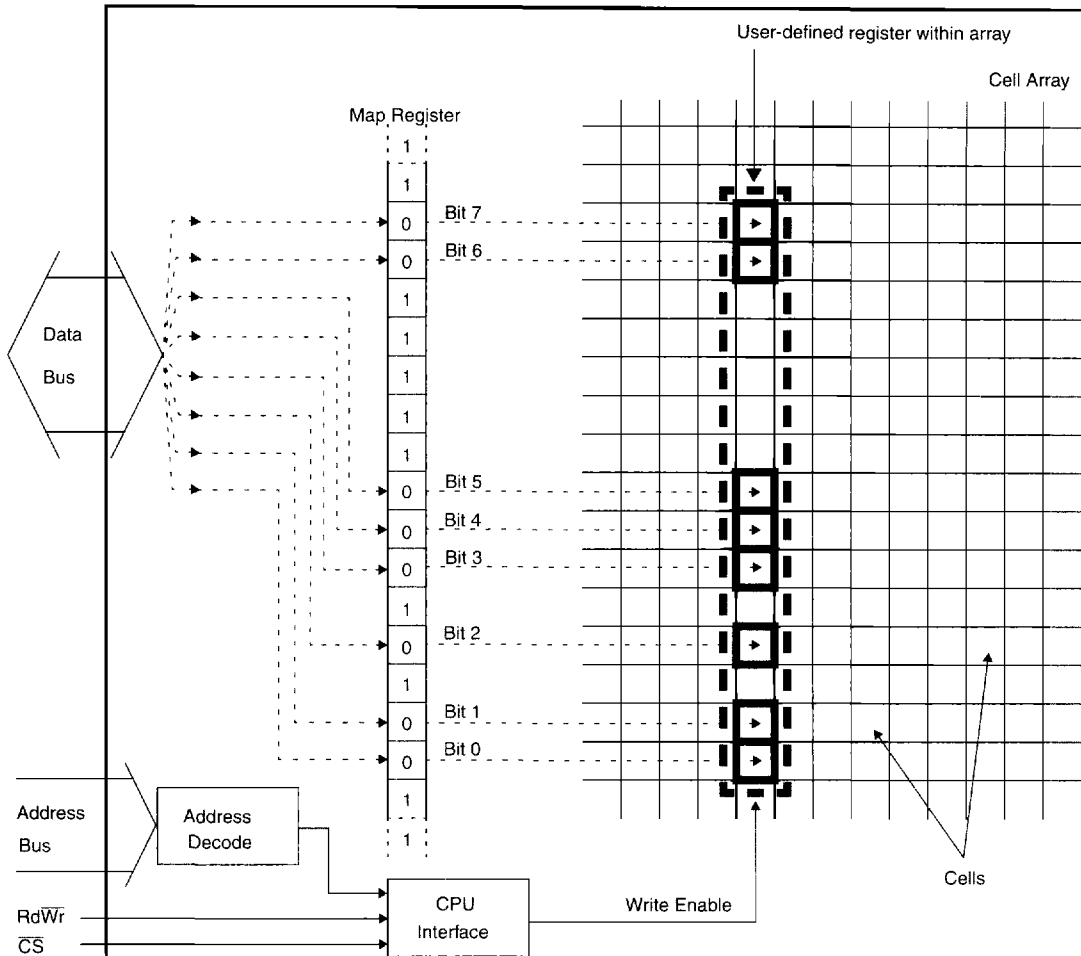 User-defined register within array
Cell Array
Map Register
1
1
0 Bit 7
0 Bit 6
1
1
1
1
1
0 Bit 5
0 Bit 4
0 Bit 3
1
0 Bit 2
1
0 Bit 1
0 Bit 0
1
1
Data
Bus
Address
Bus
Address
Decode
CPU
Interface
Rd/W̅r̅
C̅S̅
Write Enable
Cells